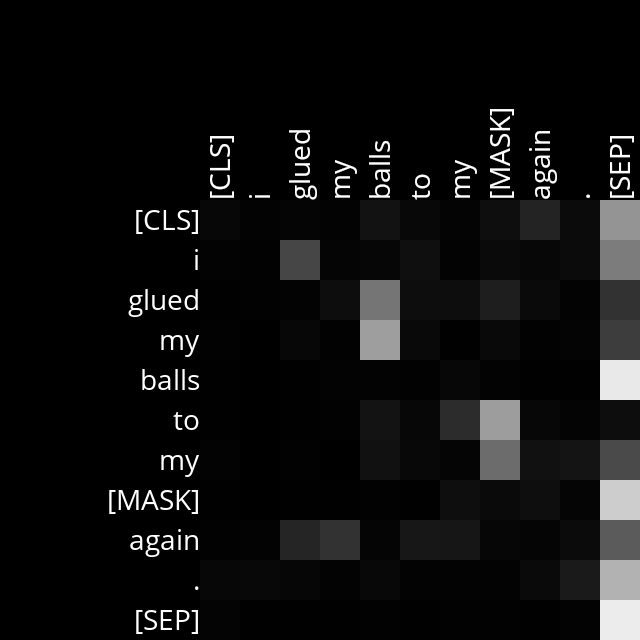 [CLS] i glued my balls to my [MASK] again . [SEP]
[CLS]
i
glued
my
balls
to
my
[MASK]
again
.
[SEP]